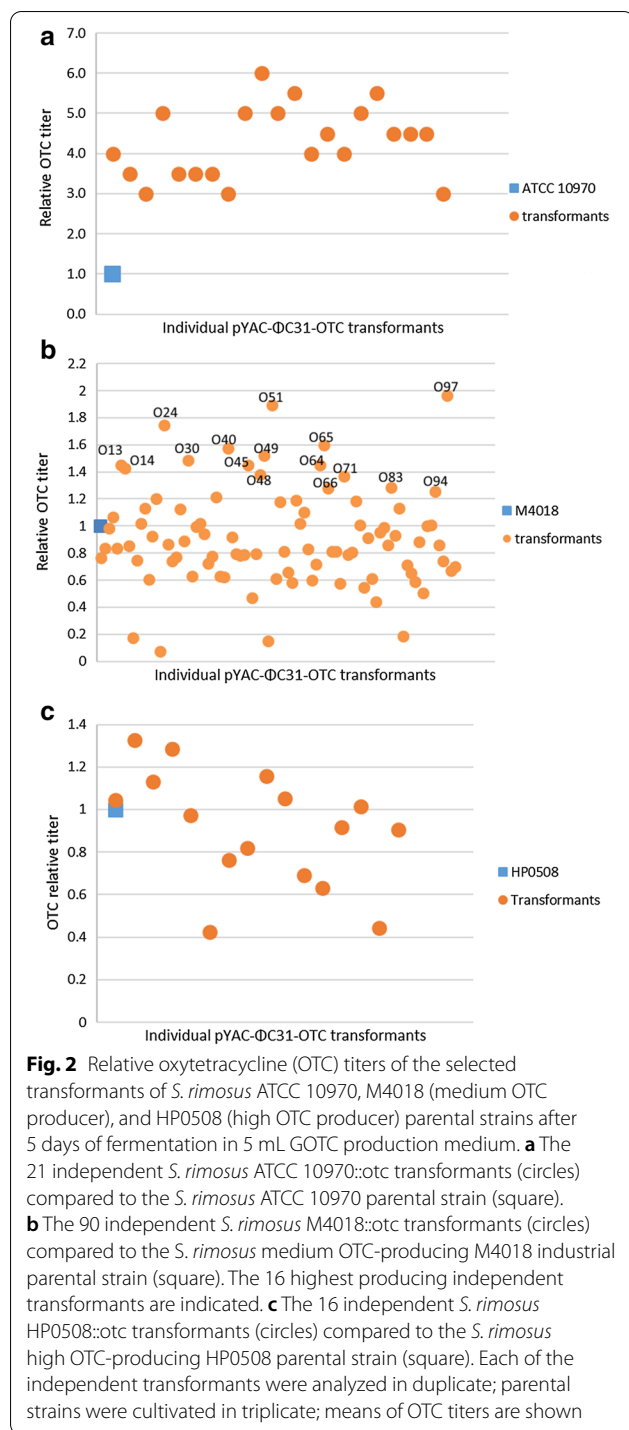 a
7.0
6.0
5.0
4.0
3.0
2.0
1.0
0.0
Relative OTC titer
ATCC 10970
transformants
Individual pYAC-ΦC31-OTC transformants
b
2.2
2
1.8
1.6
1.4
1.2
1
0.8
0.6
0.4
0.2
0
Relative OTC titer
O97
O51
O24
O65
O40
O49
O30
O13
O14
O45
O64
O48
O71
O66
O83
O94
M4018
transformants
Individual pYAC-ΦC31-OTC transformants
c
1.4
1.2
1
0.8
0.6
0.4
0.2
0
OTC relative titer
HP0508
Transformants
Individual pYAC-ΦC31-OTC transformants
Fig. 2 Relative oxytetracycline (OTC) titers of the selected
transformants of S. rimosus ATCC 10970, M4018 (medium OTC
producer), and HP0508 (high OTC producer) parental strains after
5 days of fermentation in 5 mL GOTC production medium. a The
21 independent S. rimosus ATCC 10970::otc transformants (circles)
compared to the S. rimosus ATCC 10970 parental strain (square).
b The 90 independent S. rimosus M4018::otc transformants (circles)
compared to the S. rimosus medium OTC-producing M4018 industrial
parental strain (square). The 16 highest producing independent
transformants are indicated. c The 16 independent S. rimosus
HP0508::otc transformants (circles) compared to the S. rimosus
high OTC-producing HP0508 parental strain (square). Each of the
independent transformants were analyzed in duplicate; parental
strains were cultivated in triplicate; means of OTC titers are shown